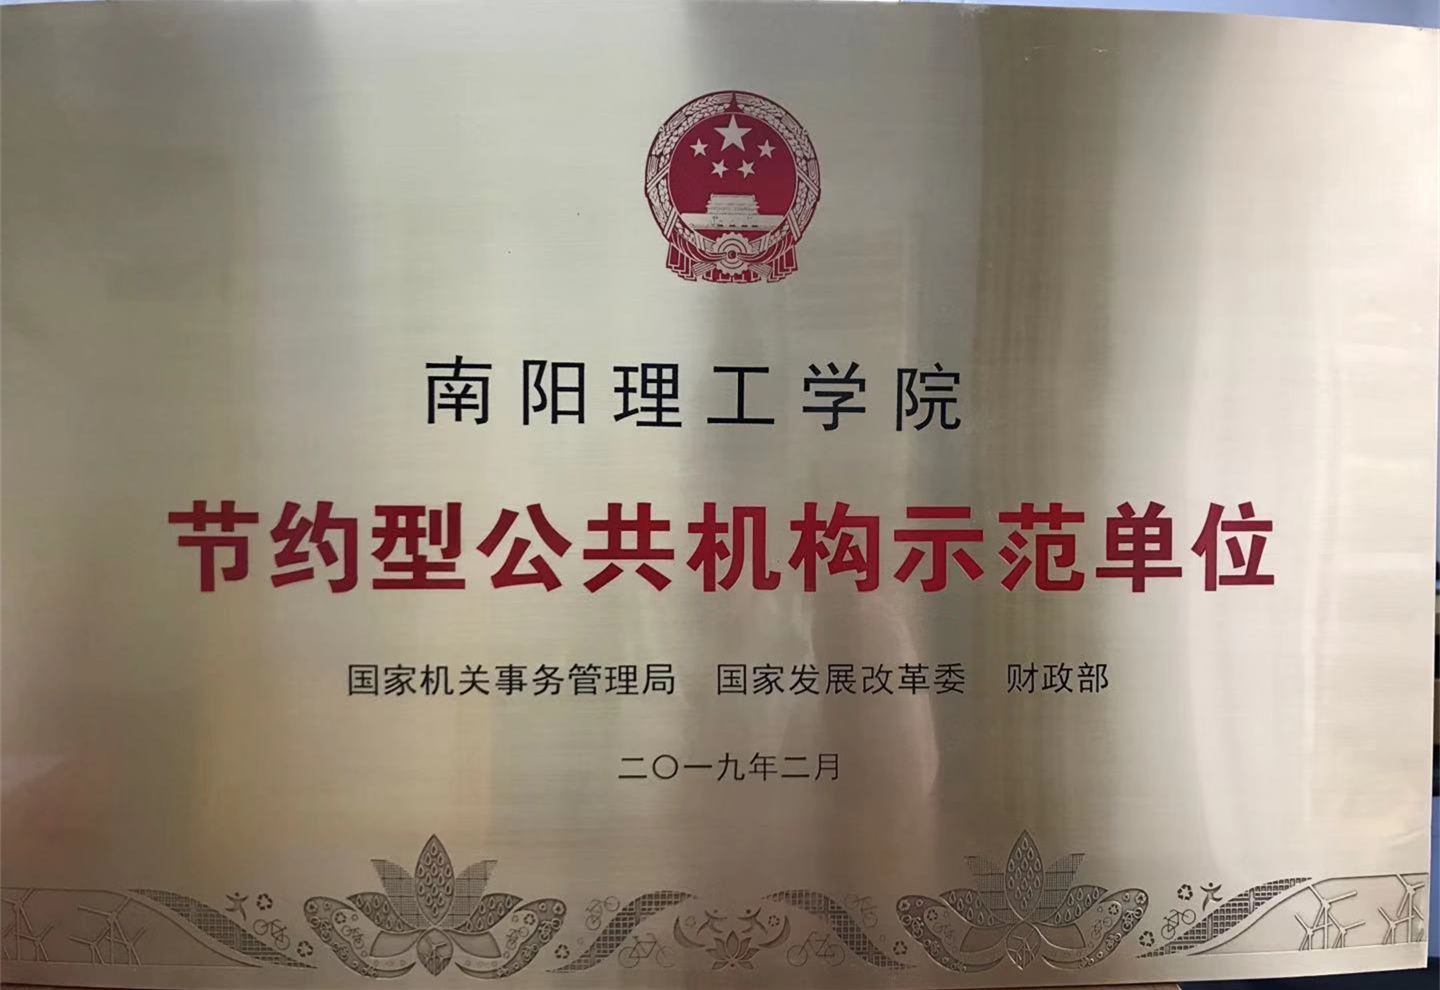 南阳理工学院
节约型公共机构示范单位
国家机关事务管理局 国家发展改革委 财政部
二〇一九年二月